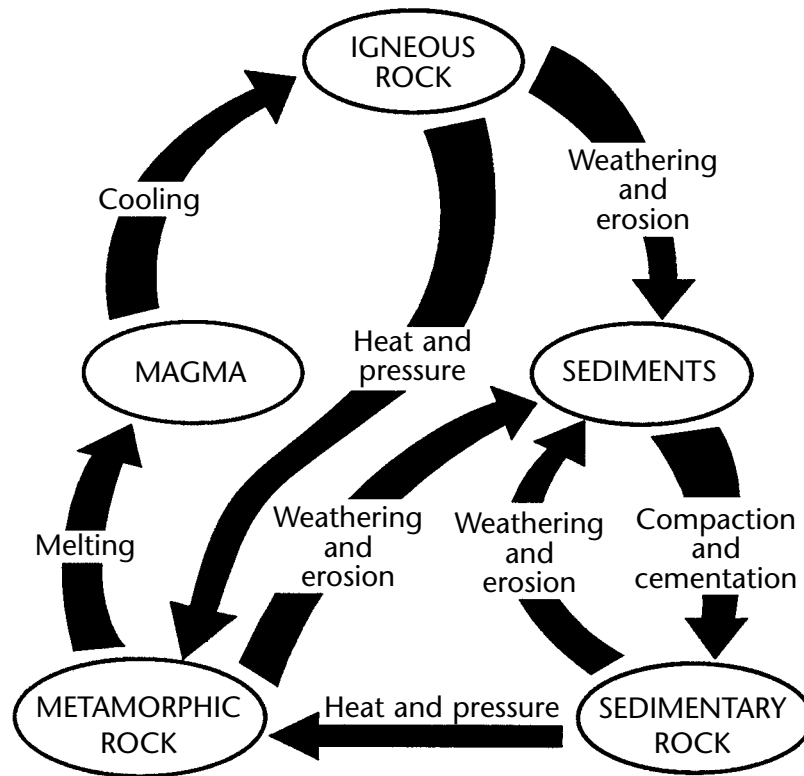 IGNEOUS
ROCK
Weathering
and
erosion
Cooling
Heat and
pressure
MAGMA
SEDIMENTS
Melting
Weathering
and
erosion
Weathering
and
erosion
Compaction
and
cementation
METAMORPHIC
ROCK
Heat and pressure
SEDIMENTARY
ROCK